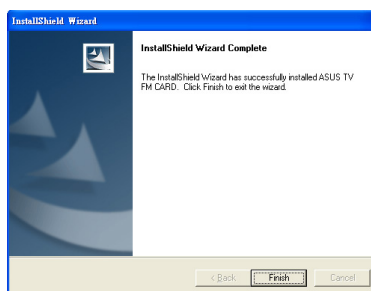 InstallShield Wizard
InstallShield Wizard Complete
The InstallShield Wizard has successfully installed ASUS TV
FM CARD. Click Finish to exit the wizard.
< Back
Finish
Cancel